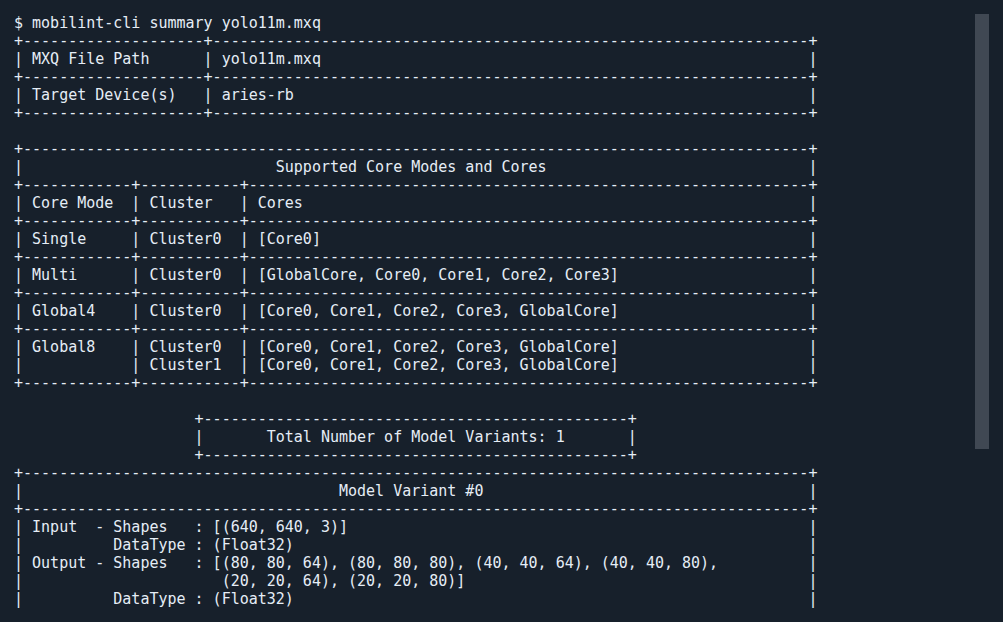 $ mobilint-cli summary yolo11m.mxq
+--------------------+------------------------------------------------------------------+
| MXQ File Path      | yolo11m.mxq                                                      |
+--------------------+------------------------------------------------------------------+
| Target Device(s)   | aries-rb                                                         |
+--------------------+------------------------------------------------------------------+

+---------------------------------------------------------------------------------------+
|                            Supported Core Modes and Cores                             |
+------------+-----------+--------------------------------------------------------------+
| Core Mode  | Cluster   | Cores                                                        |
+------------+-----------+--------------------------------------------------------------+
| Single     | Cluster0  | [Core0]                                                      |
+------------+-----------+--------------------------------------------------------------+
| Multi      | Cluster0  | [GlobalCore, Core0, Core1, Core2, Core3]                     |
+------------+-----------+--------------------------------------------------------------+
| Global4    | Cluster0  | [Core0, Core1, Core2, Core3, GlobalCore]                     |
+------------+-----------+--------------------------------------------------------------+
| Global8    | Cluster0  | [Core0, Core1, Core2, Core3, GlobalCore]                     |
|            | Cluster1  | [Core0, Core1, Core2, Core3, GlobalCore]                     |
+------------+-----------+--------------------------------------------------------------+

                    +-----------------------------------------------+
                    |       Total Number of Model Variants: 1       |
                    +-----------------------------------------------+
+---------------------------------------------------------------------------------------+
|                                   Model Variant #0                                    |
+---------------------------------------------------------------------------------------+
| Input  - Shapes   : [(640, 640, 3)]                                                   |
|          DataType : (Float32)                                                         |
| Output - Shapes   : [(80, 80, 64), (80, 80, 80), (40, 40, 64), (40, 40, 80),          |
|                      (20, 20, 64), (20, 20, 80)]                                      |
|          DataType : (Float32)                                                         |